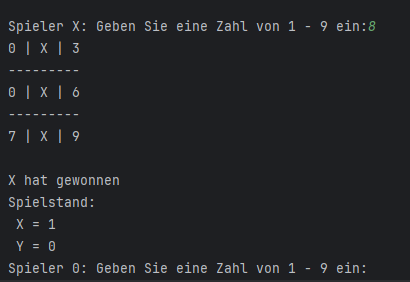 Spieler X: Geben Sie eine Zahl von 1 - 9 ein:8
0 | X | 3
---------
0 | X | 6
---------
7 | X | 9
X hat gewonnen
Spielstand:
X = 1
Y = 0
Spieler 0: Geben Sie eine Zahl von 1 - 9 ein: